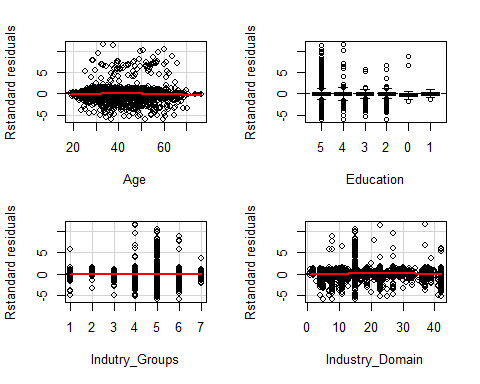 Rstandard residuals
-5 0 5
20 40 60
Age
Rstandard residuals
-5 0 5
5 4 3 2 0 1
Education
Rstandard residuals
-5 0 5
1 2 3 4 5 6 7
Indutry_Groups
Rstandard residuals
-5 0 5
0 10 20 30 40
Industry_Domain